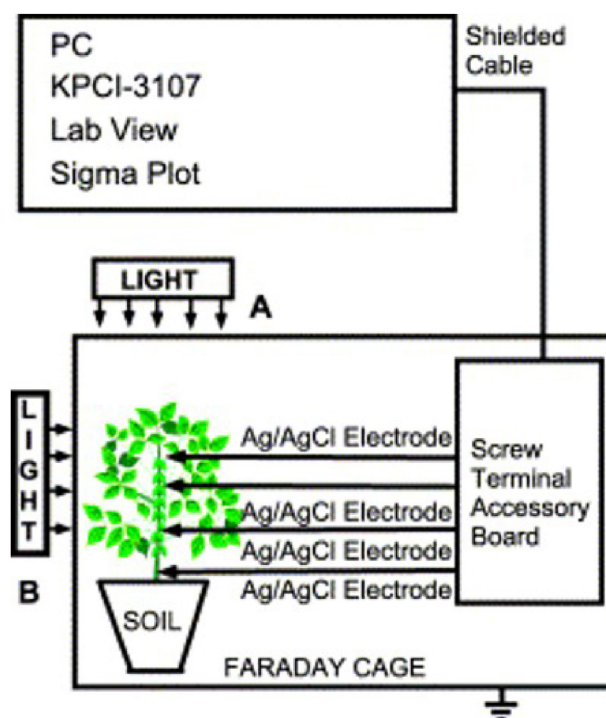 PC
KPCI-3107
Lab View
Sigma Plot
Shielded
Cable
LIGHT
A
LIGHT
B
Ag/AgCl Electrode
Ag/AgCl Electrode
Ag/AgCl Electrode
Ag/AgCl Electrode
Screw
Terminal
Accessory
Board
SOIL
FARADAY CAGE